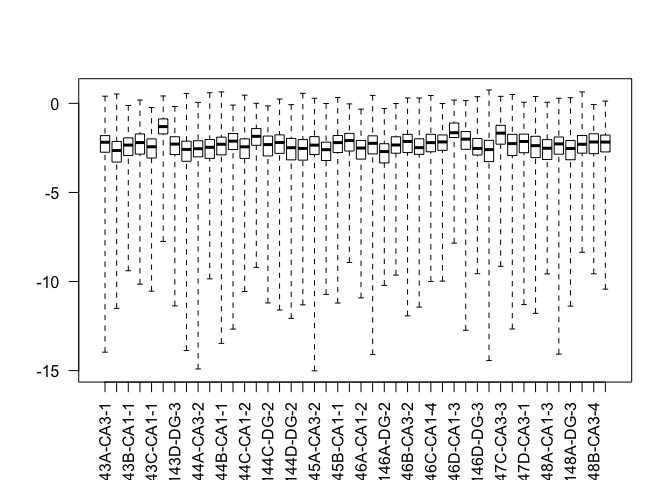 0
-5
-10
-15
43A-CA3-1
43B-CA1-1
43C-CA1-1
143D-DG-3
44A-CA3-2
44B-CA1-1
44C-CA1-2
144C-DG-2
144D-DG-2
45A-CA3-2
45B-CA1-1
46A-CA1-2
146A-DG-2
46B-CA3-2
46C-CA1-4
46D-CA1-3
146D-DG-3
47C-CA3-3
47D-CA1-1
48A-CA1-3
148A-DG-3
48B-CA3-4